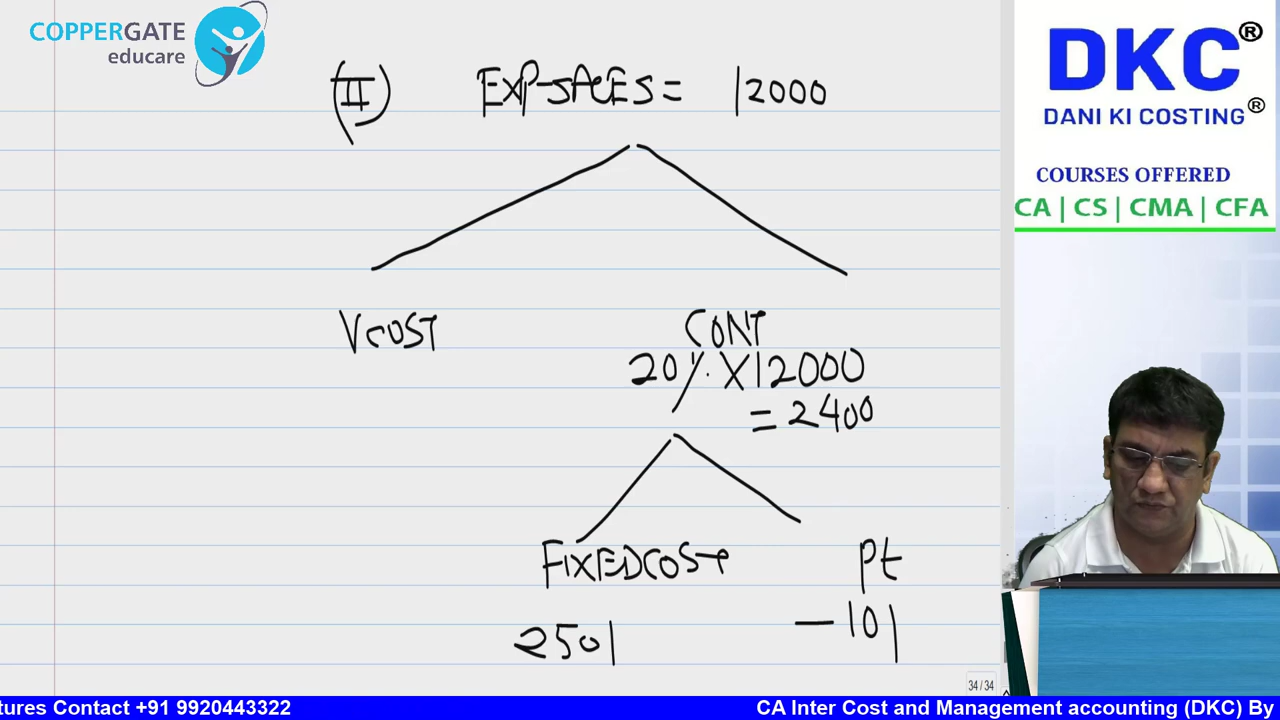 COPPERGATE
educare
(II) EXP-SALES = 12000
VCOST
CONT
20% X 12000
= 2400
FIXEDCOST
Pt
2501
-101
34 / 34
DKC®
DANI KI COSTING®
COURSES OFFERED
CA | CS | CMA | CFA
tures Contact +91 9920443322
CA Inter Cost and Management accounting (DKC) By